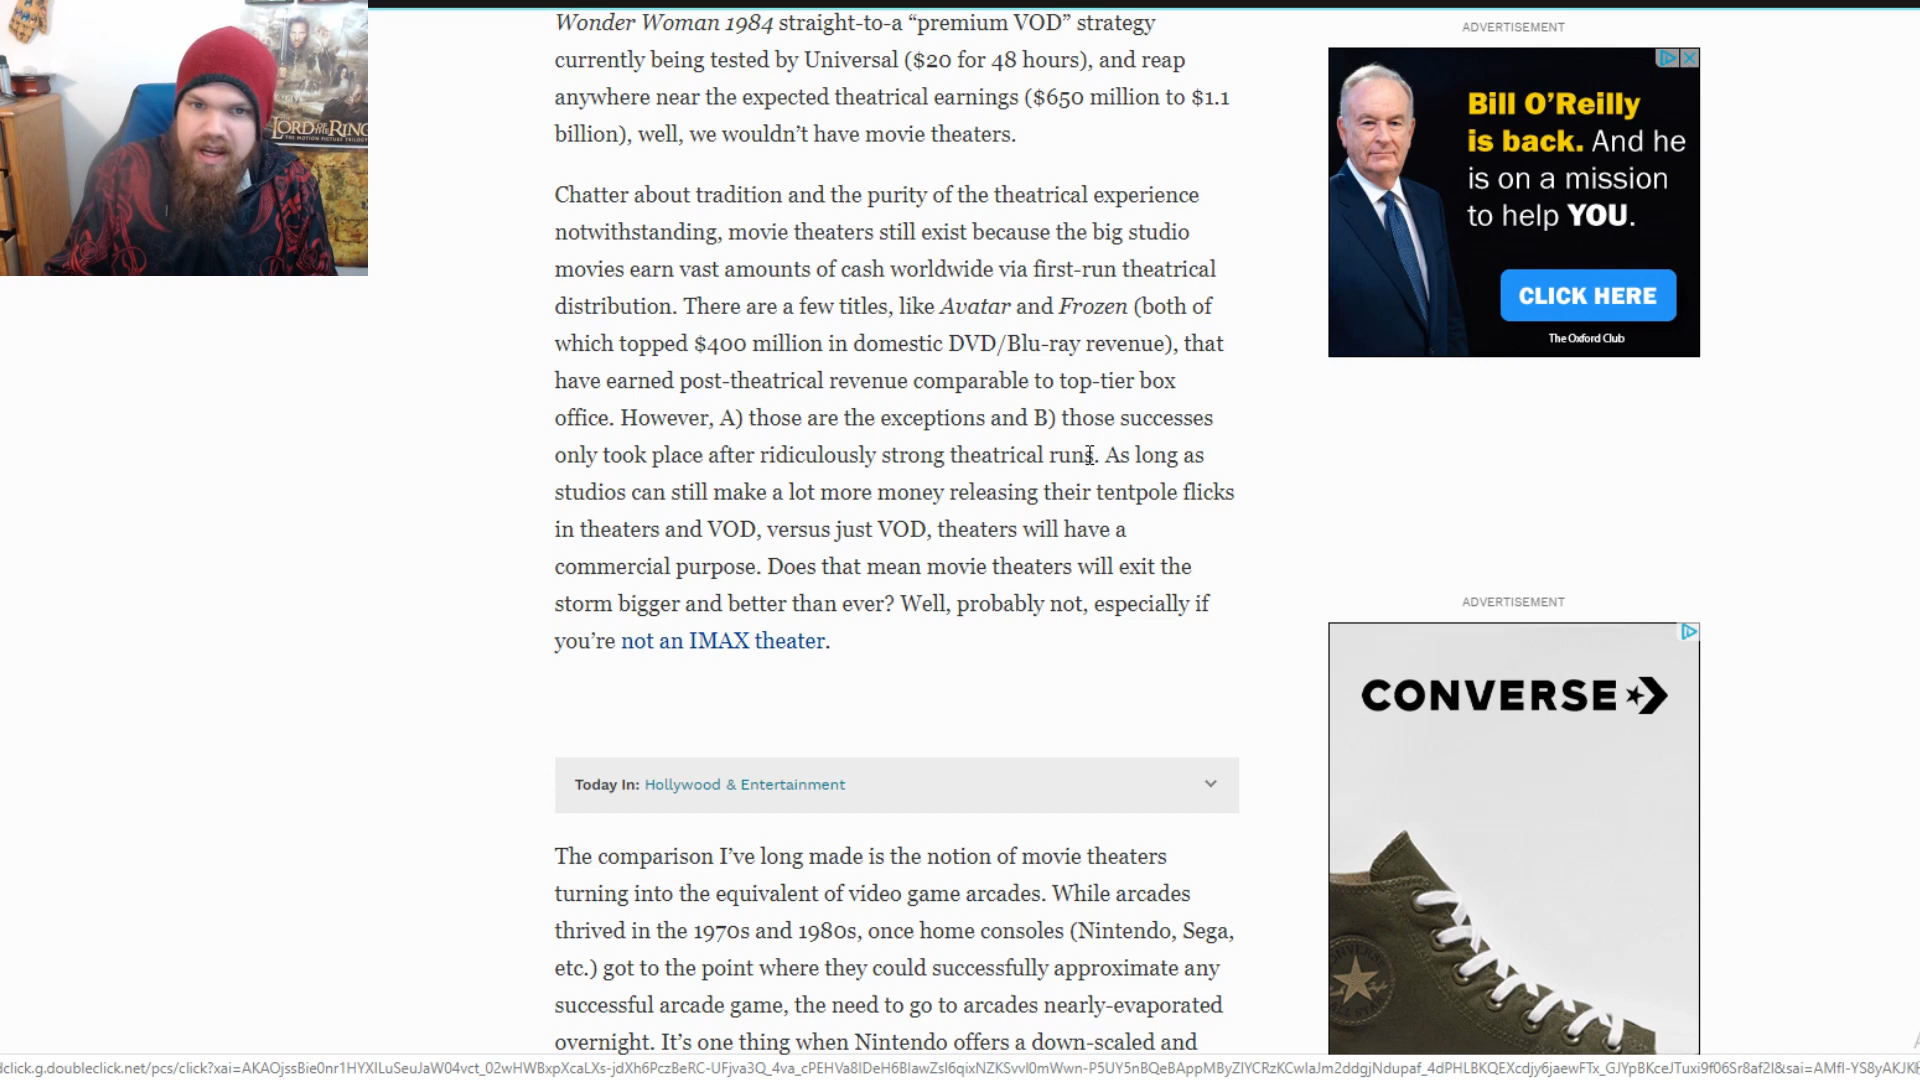 LORD OF THE RING
THE MOTION PICTURE TRILOGY
Wonder Woman 1984 straight-to-a “premium VOD” strategy
currently being tested by Universal ($20 for 48 hours), and reap
anywhere near the expected theatrical earnings ($650 million to $1.1
billion), well, we wouldn’t have movie theaters.
Chatter about tradition and the purity of the theatrical experience
notwithstanding, movie theaters still exist because the big studio
movies earn vast amounts of cash worldwide via first-run theatrical
distribution. There are a few titles, like Avatar and Frozen (both of
which topped $400 million in domestic DVD/Blu-ray revenue), that
have earned post-theatrical revenue comparable to top-tier box
office. However, A) those are the exceptions and B) those successes
only took place after ridiculously strong theatrical runs. As long as
studios can still make a lot more money releasing their tentpole flicks
in theaters and VOD, versus just VOD, theaters will have a
commercial purpose. Does that mean movie theaters will exit the
storm bigger and better than ever? Well, probably not, especially if
you’re not an IMAX theater.
Today In: Hollywood & Entertainment
The comparison I’ve long made is the notion of movie theaters
turning into the equivalent of video game arcades. While arcades
thrived in the 1970s and 1980s, once home consoles (Nintendo, Sega,
etc.) got to the point where they could successfully approximate any
successful arcade game, the need to go to arcades nearly-evaporated
overnight. It’s one thing when Nintendo offers a down-scaled and
ADVERTISEMENT
Bill O’Reilly
is back. And he
is on a mission
to help YOU.
CLICK HERE
The Oxford Club
ADVERTISEMENT
CONVERSE
ALL STAR